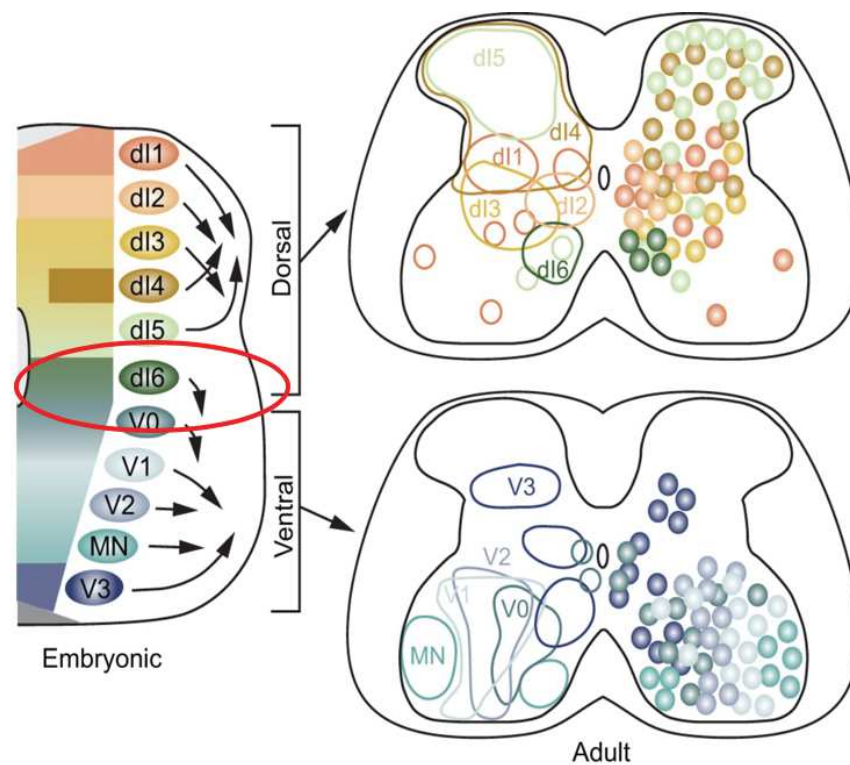 dI1
dI2
dI3
dI4
dI5
dI6
V0
V1
V2
MN
V3
Embryonic
Dorsal
Ventral
dI5
dI4
dI1
dI3
dI2
dI6
V3
V2
V1
V0
MN
Adult